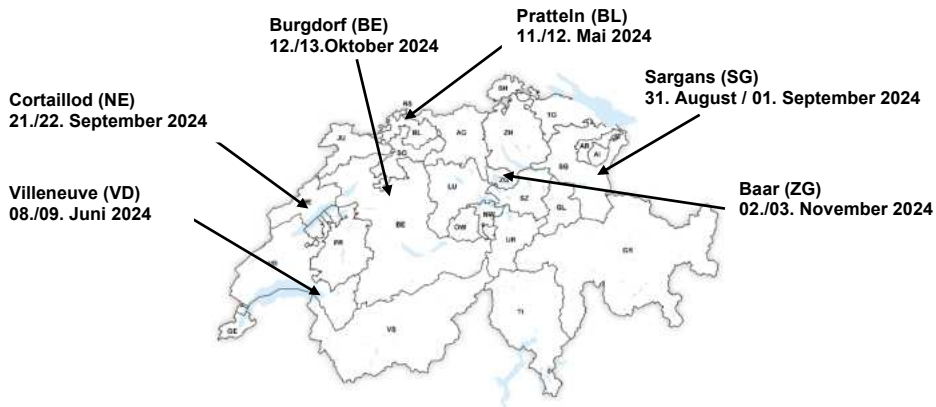 Burgdorf (BE)
12./13.Oktober 2024
Pratteln (BL)
11./12. Mai 2024
Sargans (SG)
31. August / 01. September 2024
Cortaillod (NE)
21./22. September 2024
Villeneuve (VD)
08./09. Juni 2024
Baar (ZG)
02./03. November 2024
SH
BS
BL
TG
JU
AG
ZH
AR
AI
SO
SG
LU
ZG
SZ
NE
BE
OW
NW
GL
UR
FR
GR
VD
TI
VS
GE